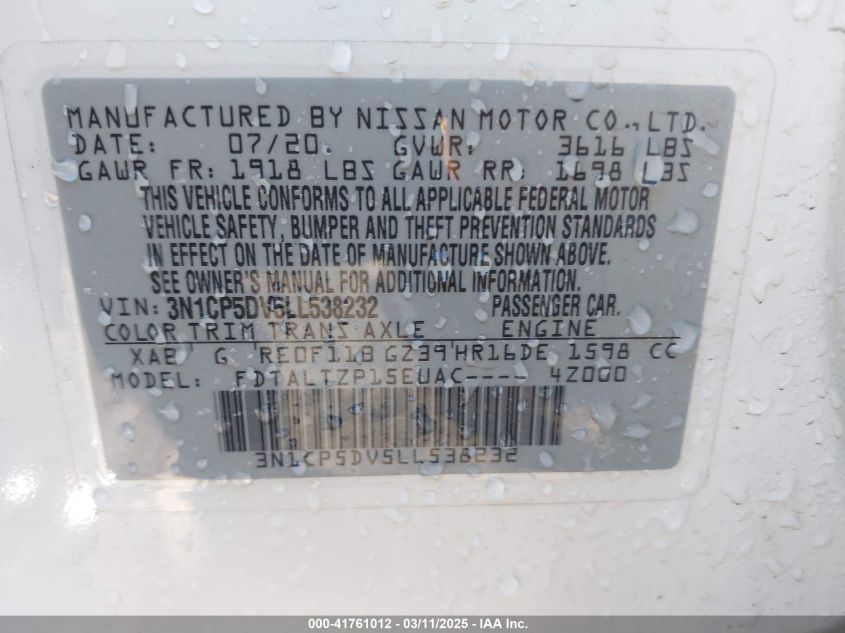 MANUFACTURED BY NISSAN MOTOR CO., LTD.
DATE: 07/20 GVWR: 3616 LBS
GAWR FR: 1918 LBS GAWR RR: 1698 LBS
THIS VEHICLE CONFORMS TO ALL APPLICABLE FEDERAL MOTOR
VEHICLE SAFETY, BUMPER AND THEFT PREVENTION STANDARDS
IN EFFECT ON THE DATE OF MANUFACTURE SHOWN ABOVE.
SEE OWNER'S MANUAL FOR ADDITIONAL INFORMATION.
VIN: 3N1CP5DV5LL538232 PASSENGER CAR.
COLOR TRIM TRANS AXLE ENGINE
XAB G RE0F11B GZ39 HR16DE 1598 CC
MODEL: FDTALTZP15EUAC---- 4Z000
3N1CP5DV5LL538232
000-41761012 - 03/11/2025 - IAA Inc.